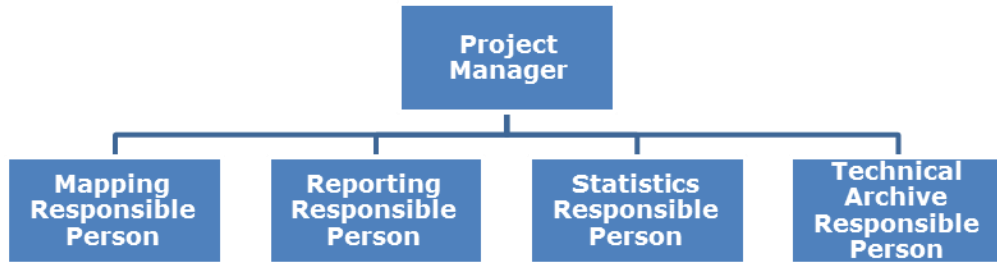 Project
Manager
Mapping
Responsible
Person
Reporting
Responsible
Person
Statistics
Responsible
Person
Technical
Archive
Responsible
Person